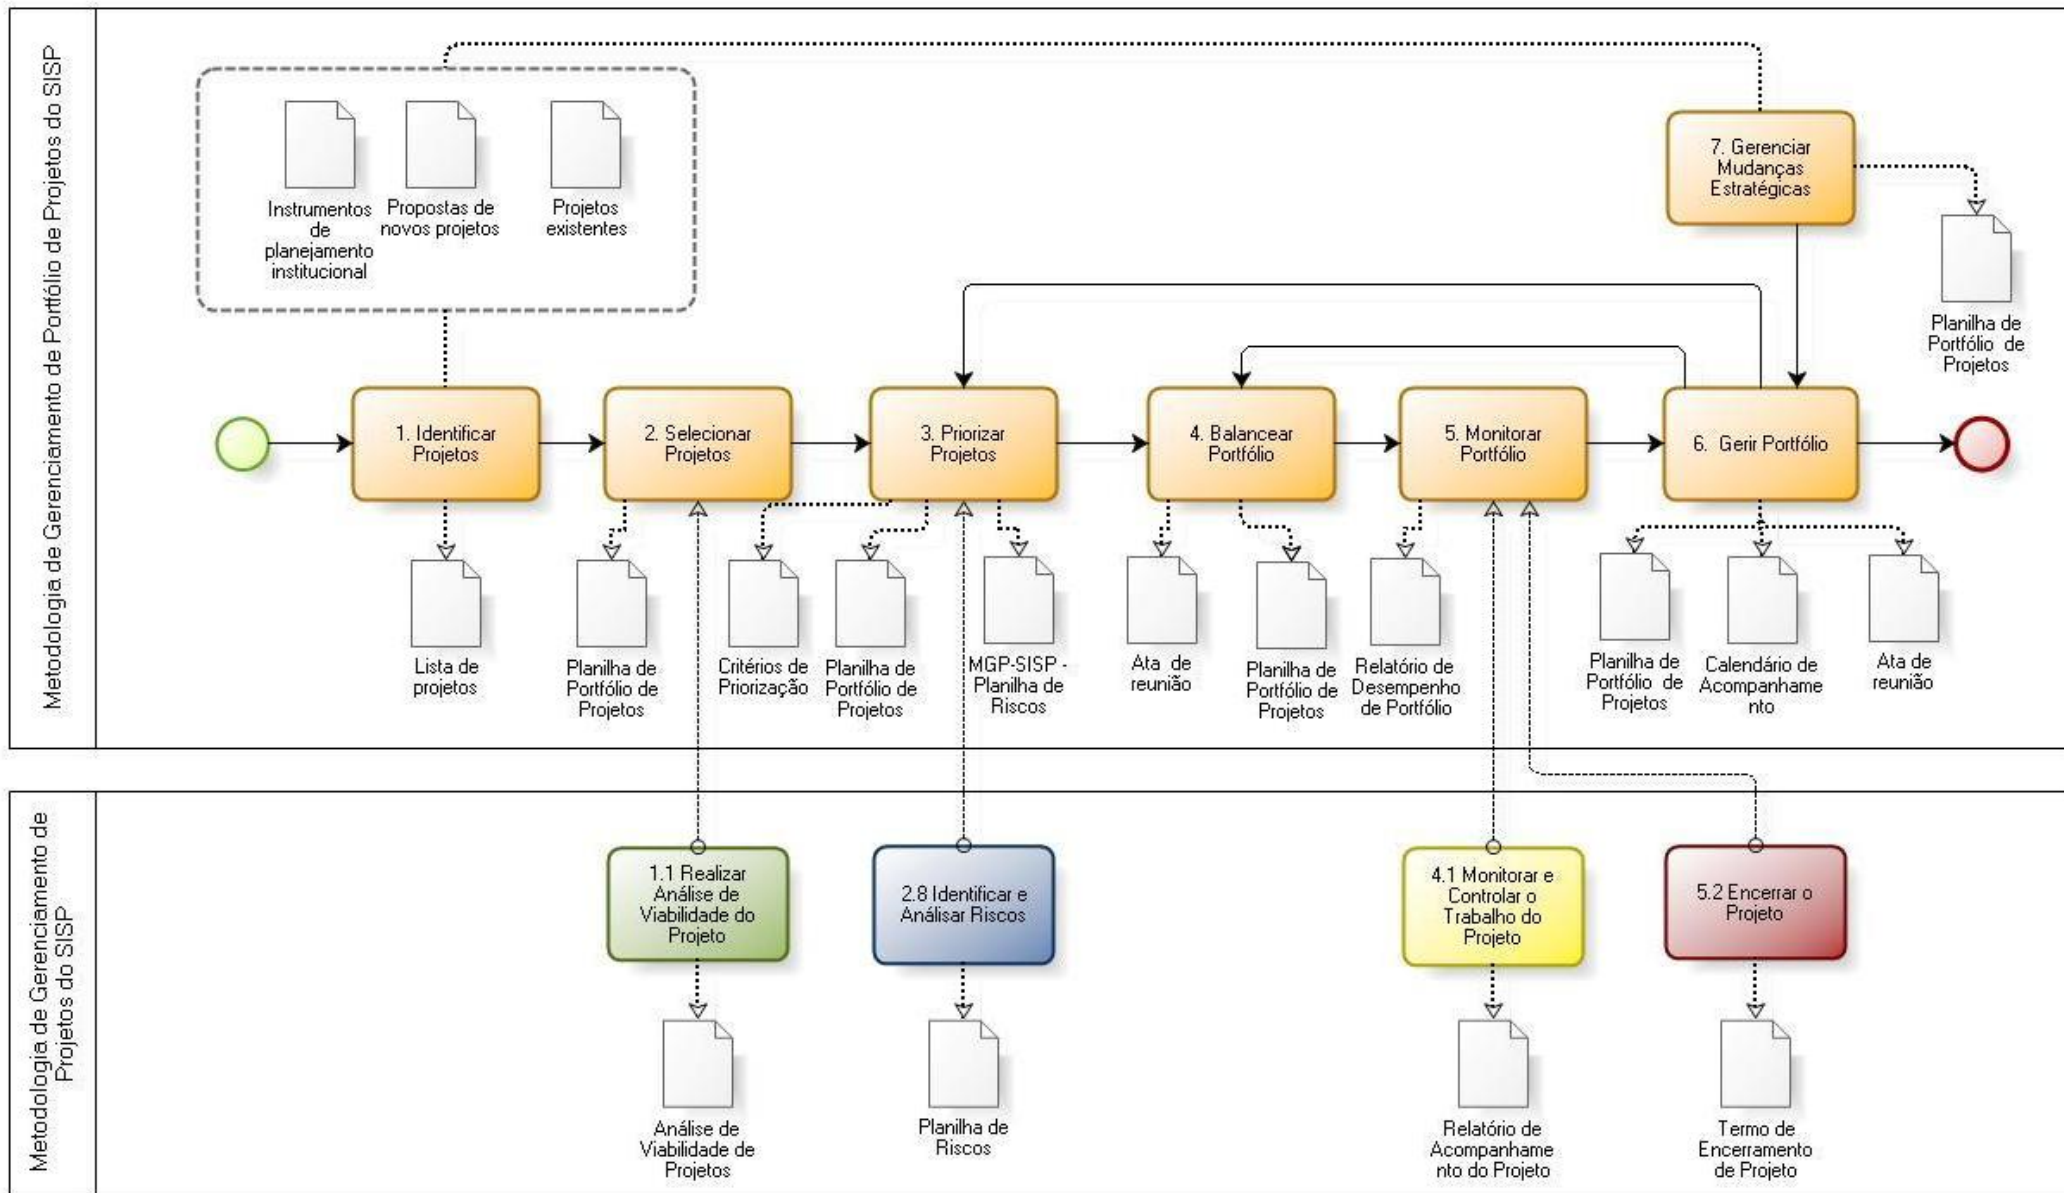 Metodologia de Gerenciamento de Portfólio de Projetos do SISP
Instrumentos
de
planejamento
institucional
Propostas de
novos projetos
Projetos
existentes
7. Gerenciar
Mudanças
Estratégicas
Planilha de
Portfólio de
Projetos
1. Identificar
Projetos
2. Selecionar
Projetos
3. Priorizar
Projetos
4. Balancear
Portfólio
5. Monitorar
Portfólio
6. Gerir Portfólio
Lista de
projetos
Planilha de
Portfólio de
Projetos
Critérios de
Priorização
Planilha de
Portfólio de
Projetos
MGP-SISP -
Planilha de
Riscos
Ata de
reunião
Planilha de
Portfólio de
Projetos
Relatório de
Desempenho
de Portfólio
Planilha de
Portfólio de
Projetos
Calendário de
Acompanhame
nto
Ata de
reunião
Metodologia de Gerenciamento de
Projetos do SISP
1.1 Realizar
Análise de
Viabilidade do
Projeto
2.8 Identificar e
Análisar Riscos
4.1 Monitorar e
Controlar o
Trabalho do
Projeto
5.2 Encerrar o
Projeto
Análise de
Viabilidade de
Projetos
Planilha de
Riscos
Relatório de
Acompanhame
nto do Projeto
Termo de
Encerramento
de Projeto